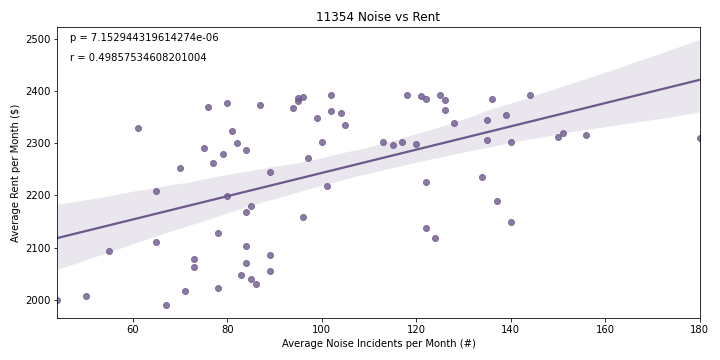 11354 Noise vs Rent
p = 7.152944319614274e-06
r = 0.49857534608201004
2500
2400
2300
2200
2100
2000
Average Rent per Month ($)
60 80 100 120 140 160 180
Average Noise Incidents per Month (#)